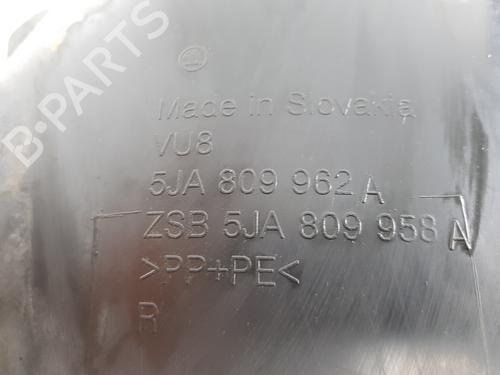 B-PARTS
Made in Slovakia
VU8
5JA 809 962 A
ZSB 5JA 809 958 A
>PP+PE<
R